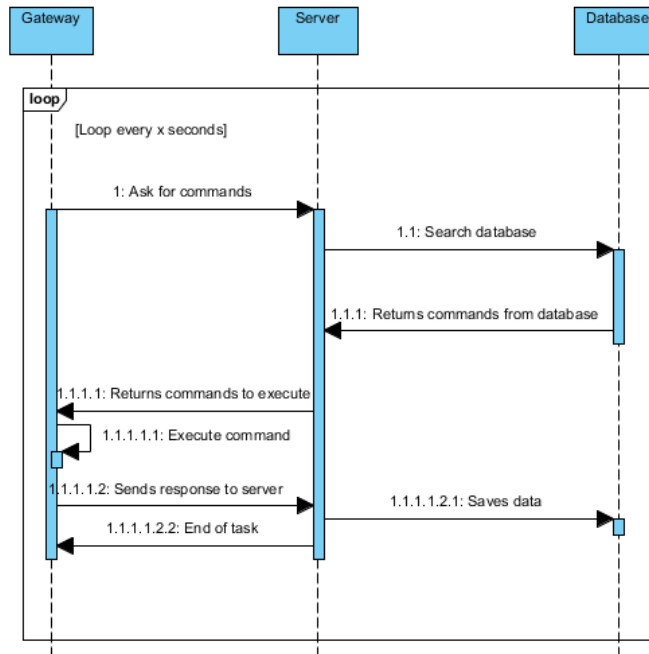 Gateway
Server
Database
loop
[Loop every x seconds]
1: Ask for commands
1.1: Search database
1.1.1: Returns commands from database
1.1.1.1: Returns commands to execute
1.1.1.1.1: Execute command
1.1.1.1.2: Sends response to server
1.1.1.1.2.1: Saves data
1.1.1.1.2.2: End of task